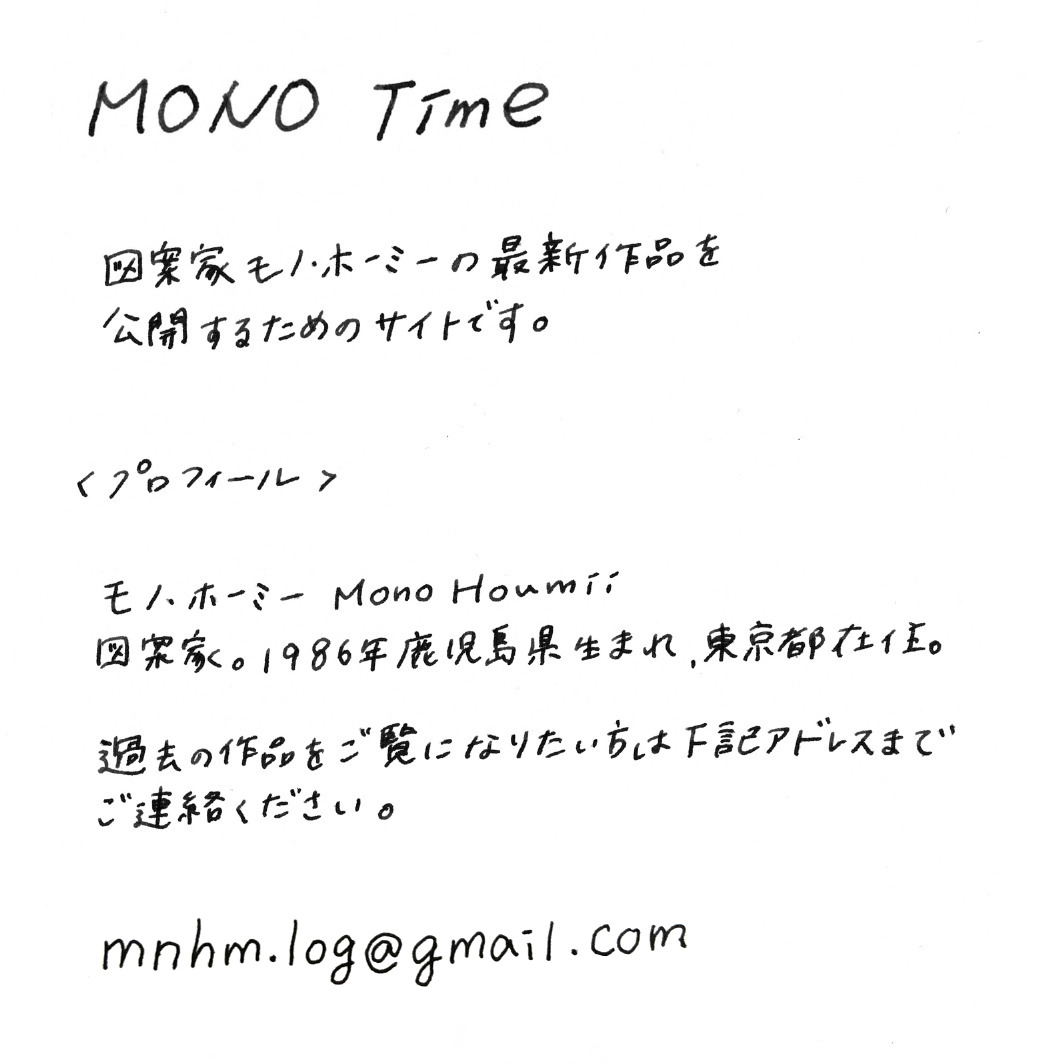 MONO Time
図案家モノ・ホーミーの最新作品を
公開するためのサイトです。
<プロフィール>
モノ・ホーミー Mono Houmii
図案家。1986年鹿児島県生まれ、東京都在住。
過去の作品をご覧になりたい方は下記アドレスまで
ご連絡ください。
mnhm.log@gmail.com